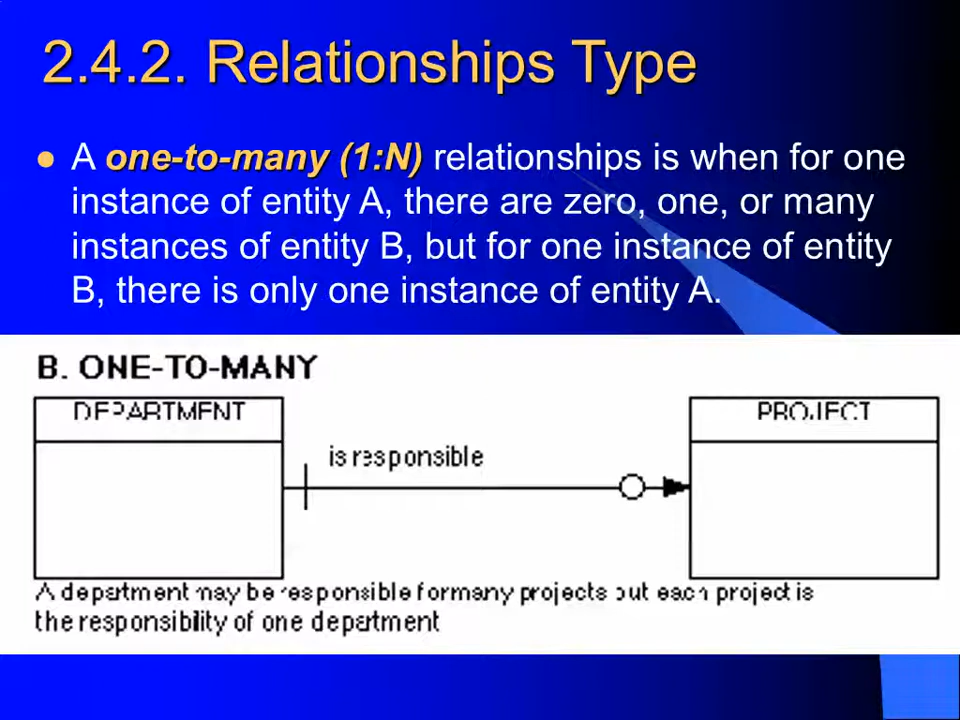 2.4.2. Relationships Type
A one-to-many (1:N) relationships is when for one
instance of entity A, there are zero, one, or many
instances of entity B, but for one instance of entity
B, there is only one instance of entity A.
B. ONE-TO-MANY
DEPARTMENT
PROJECT
is responsible
A department may be responsible for many projects but each project is
the responsibility of one department